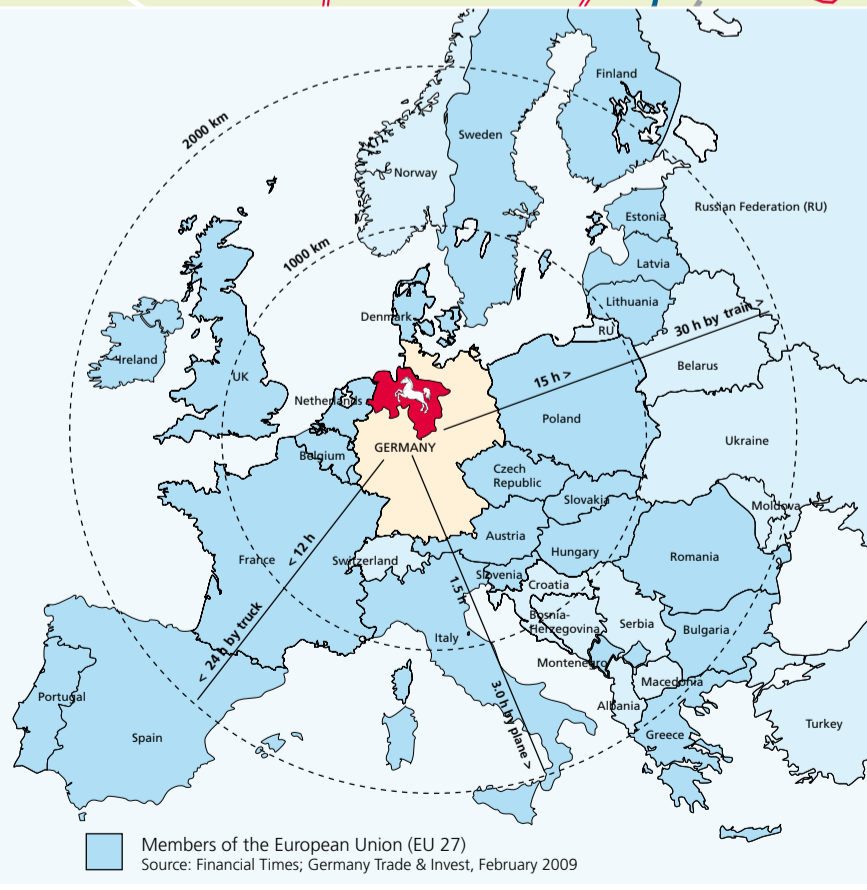 Finland
2000 km
Sweden
Norway
Russian Federation (RU)
Estonia
1000 km
Latvia
Lithuania
Denmark
RU
30 h by train >
Ireland
Belarus
UK
15 h >
Netherlands
Poland
GERMANY
Ukraine
Belgium
Czech
Republic
Slovakia
Moldova
Austria
< 12 h
Hungary
France
Switzerland
Romania
Slovenia
1.5 h
Croatia
Bosnia-
Herzegovina
Serbia
Bulgaria
Italy
< 24 h by truck
Montenegro
Macedonia
Portugal
3.0 h by plane >
Albania
Spain
Greece
Turkey
Members of the European Union (EU 27)
Source: Financial Times; Germany Trade & Invest, February 2009